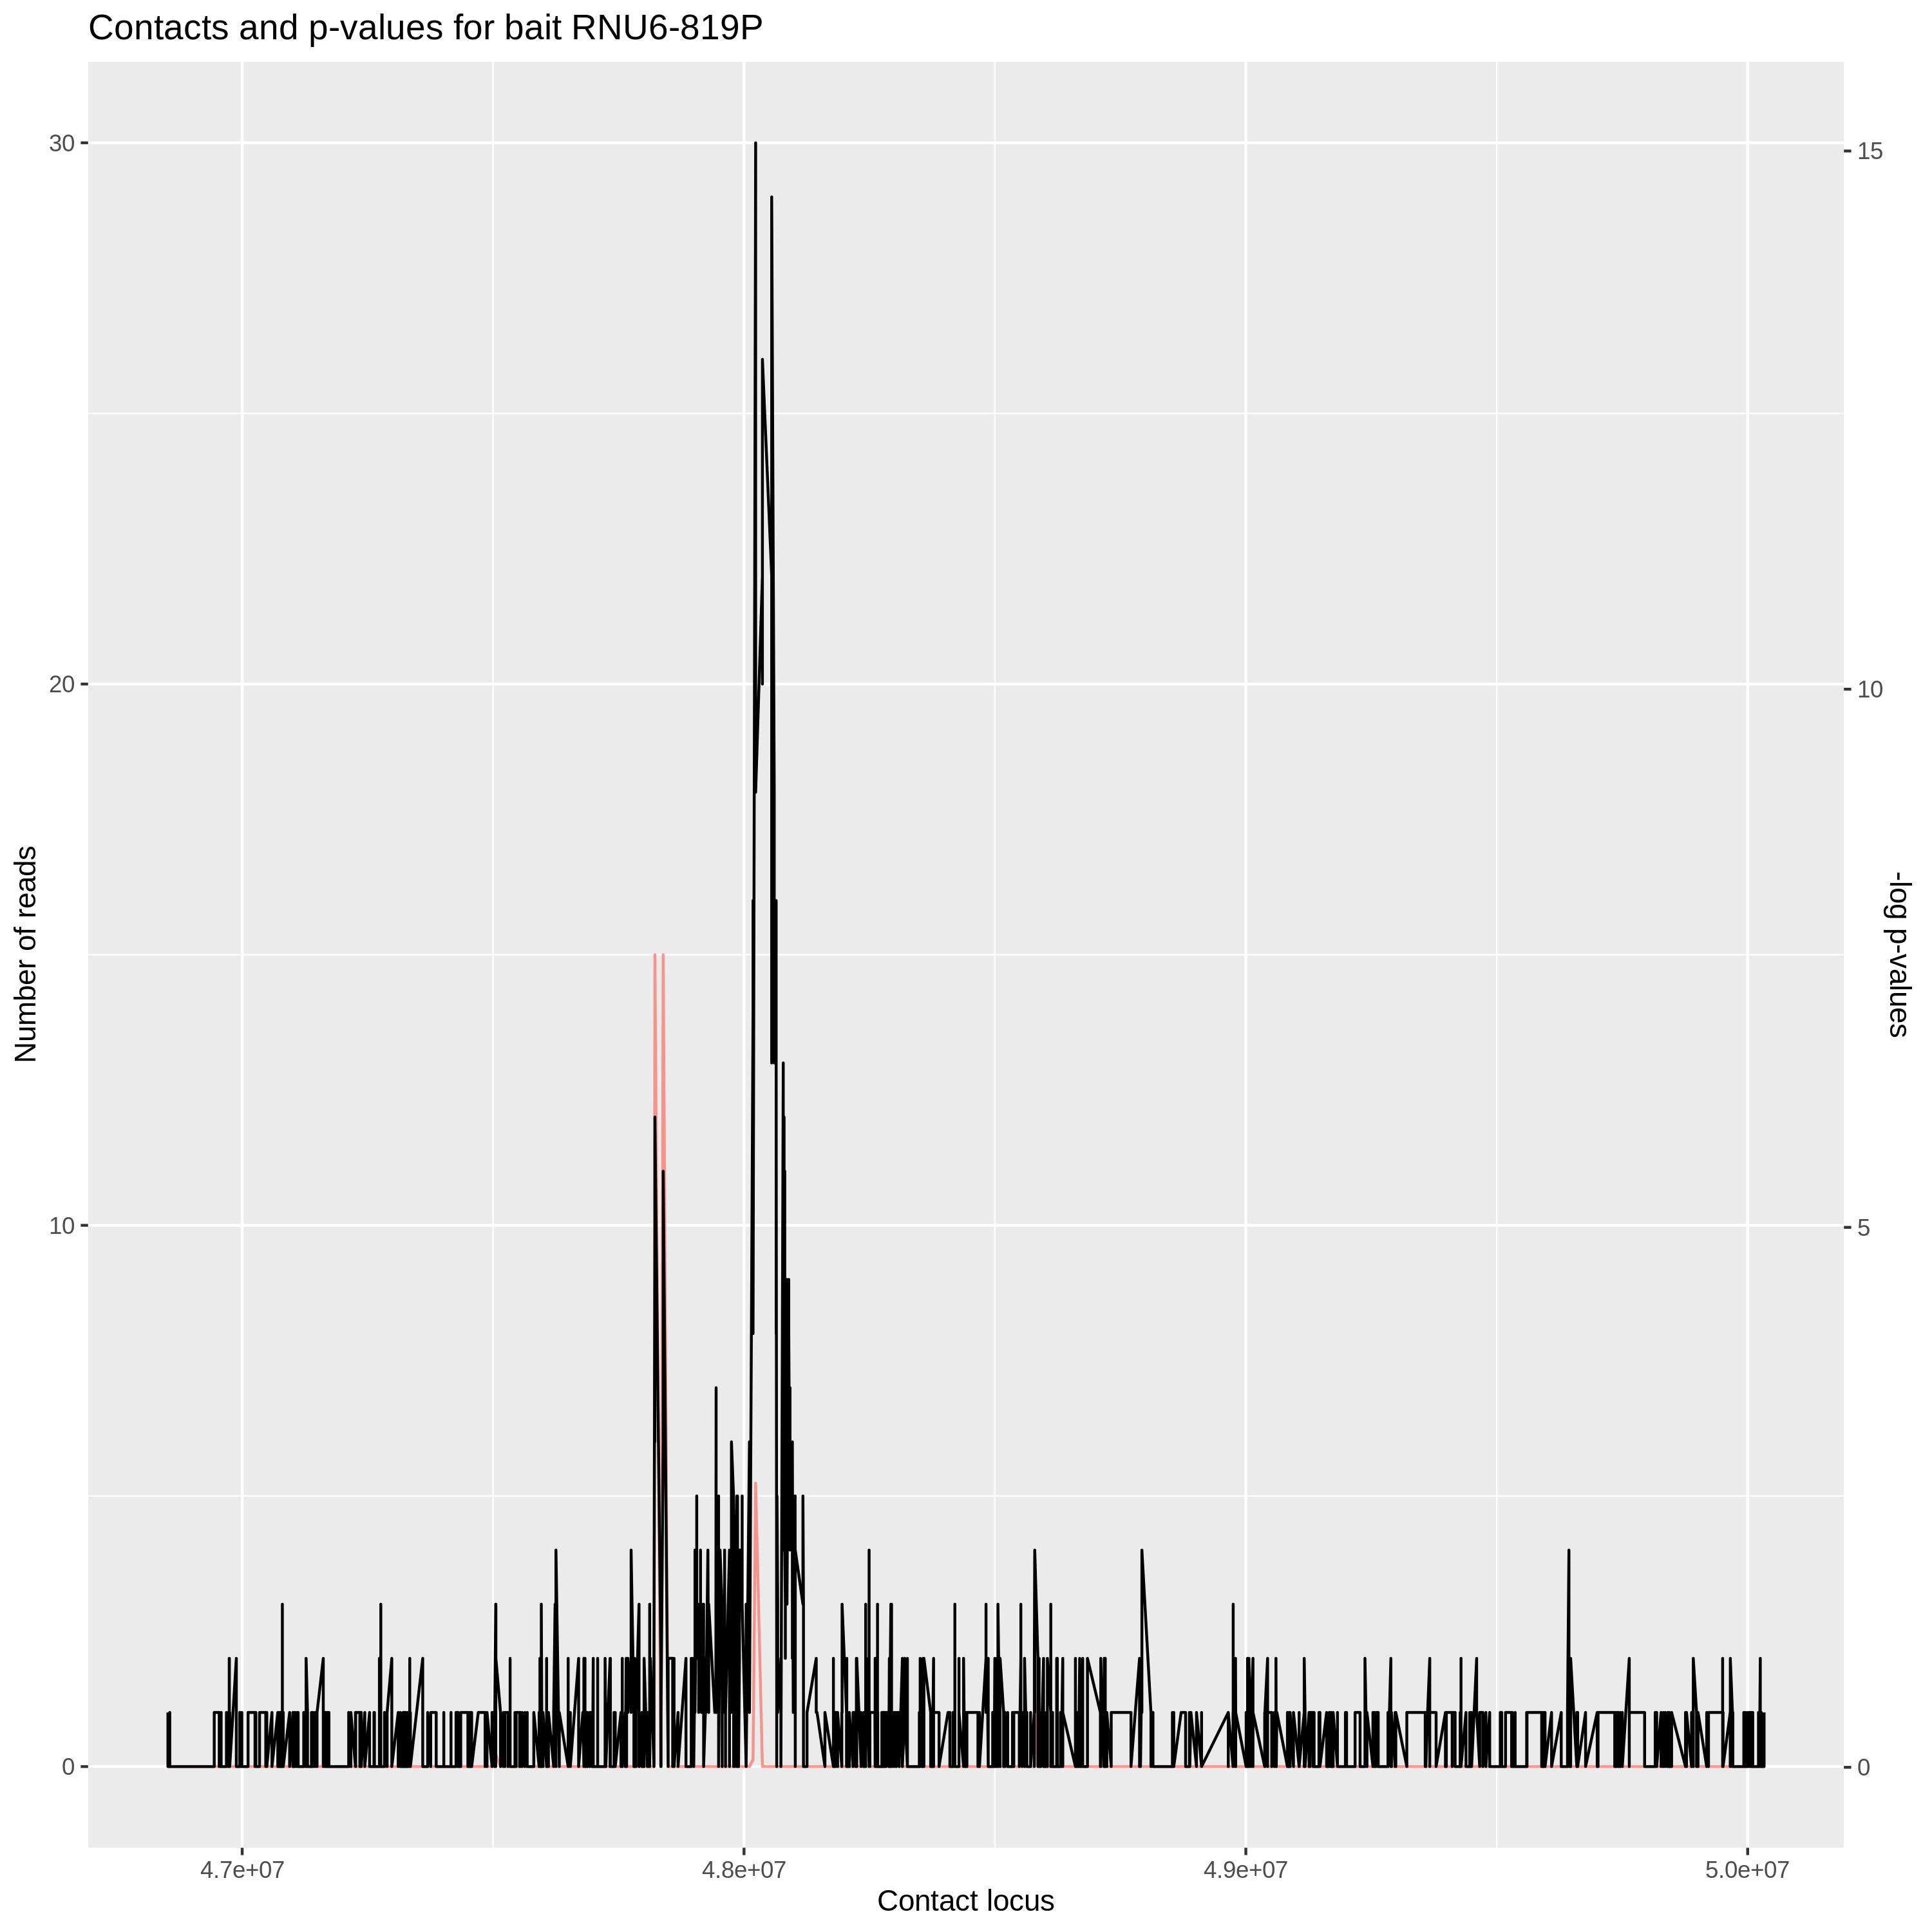 Contacts and p-values for bait RNU6-819P
30
20
10
0
15
10
5
0
Number of reads
-log p-values
4.7e+07 4.8e+07 4.9e+07 5.0e+07
Contact locus